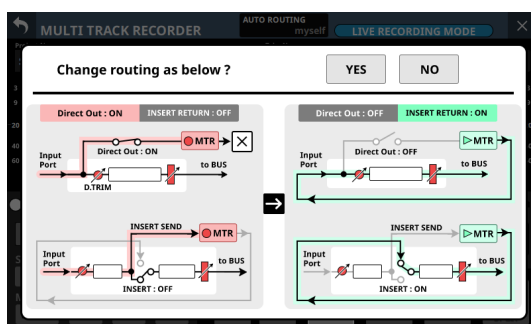 MULTI TRACK RECORDER
AUTO ROUTING
myself
LIVE RECORDING MODE
Change routing as below ?
YES
NO
Direct Out : ON
INSERT RETURN : OFF
MTR
Direct Out : ON
Input
Port
to BUS
D.TRIM
INSERT SEND
MTR
Input
Port
to BUS
INSERT : OFF
Direct Out : OFF
INSERT RETURN : ON
MTR
Direct Out : OFF
Input
Port
to BUS
INSERT SEND
MTR
Input
Port
to BUS
INSERT : ON